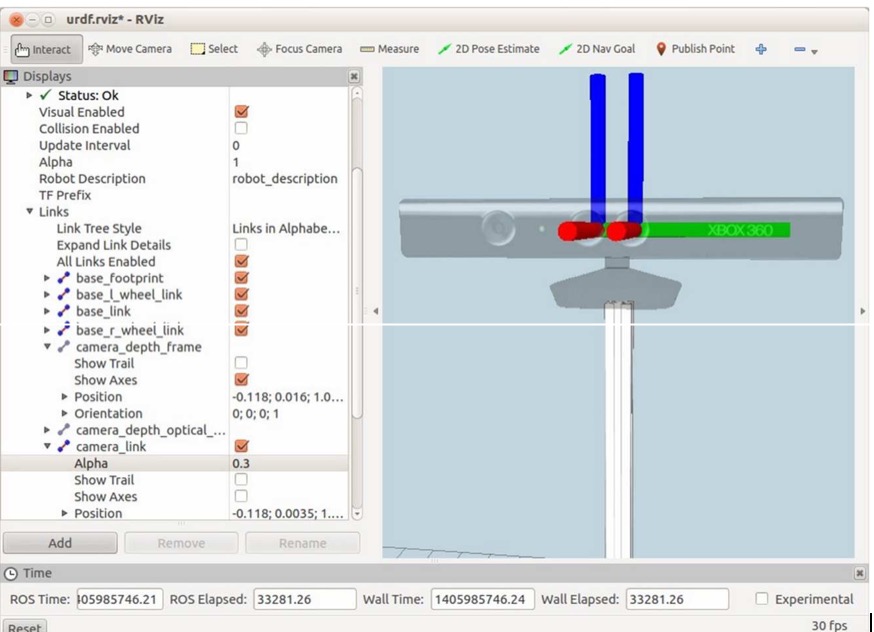 urdf.rviz* - RViz
Interact Move Camera Select Focus Camera Measure 2D Pose Estimate 2D Nav Goal Publish Point
Displays
Status: Ok
Visual Enabled
Collision Enabled
Update Interval 0
Alpha 1
Robot Description robot_description
TF Prefix
Links
Link Tree Style Links in Alphabe...
Expand Link Details
All Links Enabled
base_footprint
base_l_wheel_link
base_link
base_r_wheel_link
camera_depth_frame
Show Trail
Show Axes
Position -0.118; 0.016; 1.0...
Orientation 0; 0; 0; 1
camera_depth_optical_...
camera_link
Alpha 0.3
Show Trail
Show Axes
Position -0.118; 0.0035; 1....
XBOX 360
Add Remove Rename
Time
ROS Time: 405985746.21 ROS Elapsed: 33281.26 Wall Time: 1405985746.24 Wall Elapsed: 33281.26 Experimental
Reset 30 fps